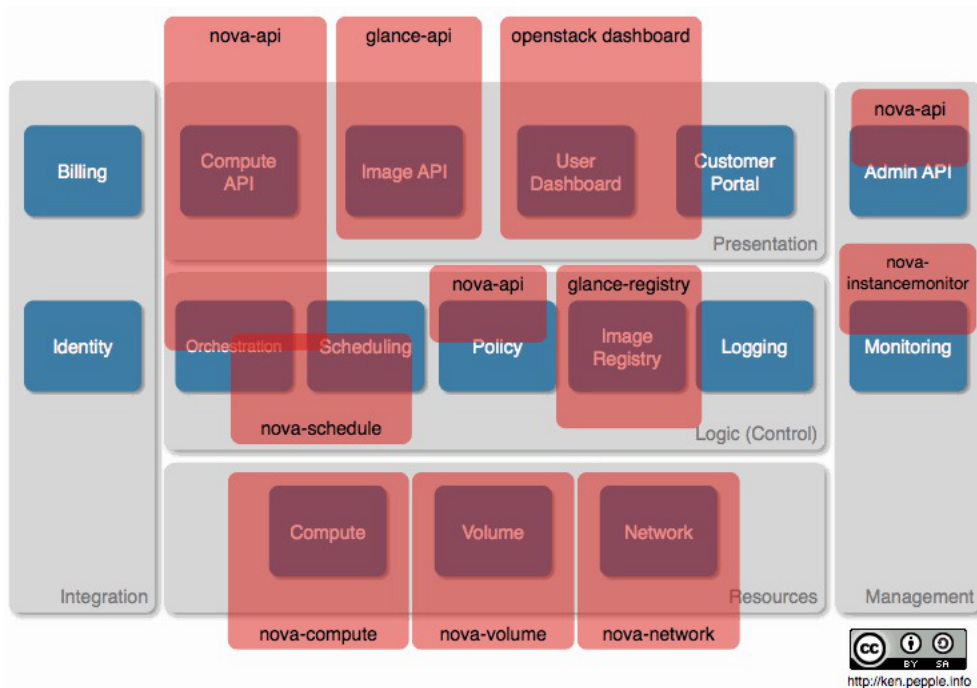 nova-api
glance-api
openstack dashboard
nova-api
Billing
Compute
API
Image API
User
Dashboard
Customer
Portal
Admin API
Presentation
nova-api
glance-registry
nova-
instancemonitor
Identity
Orchestration
Scheduling
Policy
Image
Registry
Logging
Monitoring
nova-schedule
Logic (Control)
Compute
Volume
Network
Integration
Resources
Management
nova-compute
nova-volume
nova-network
cc
BY SA
http://ken.pepple.info